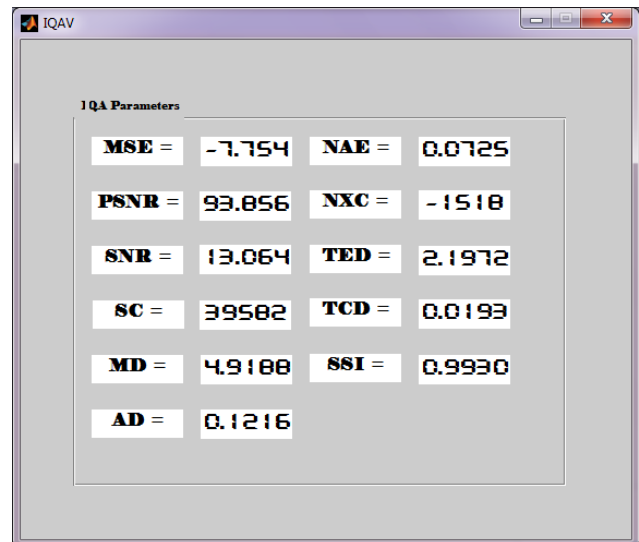 IQAV
IQA Parameters
MSE = -7.754 NAE = 0.0725
PSNR = 93.856 NXC = -1518
SNR = 13.064 TED = 2.1972
SC = 39582 TCD = 0.0193
MD = 4.9188 SSI = 0.9930
AD = 0.1216